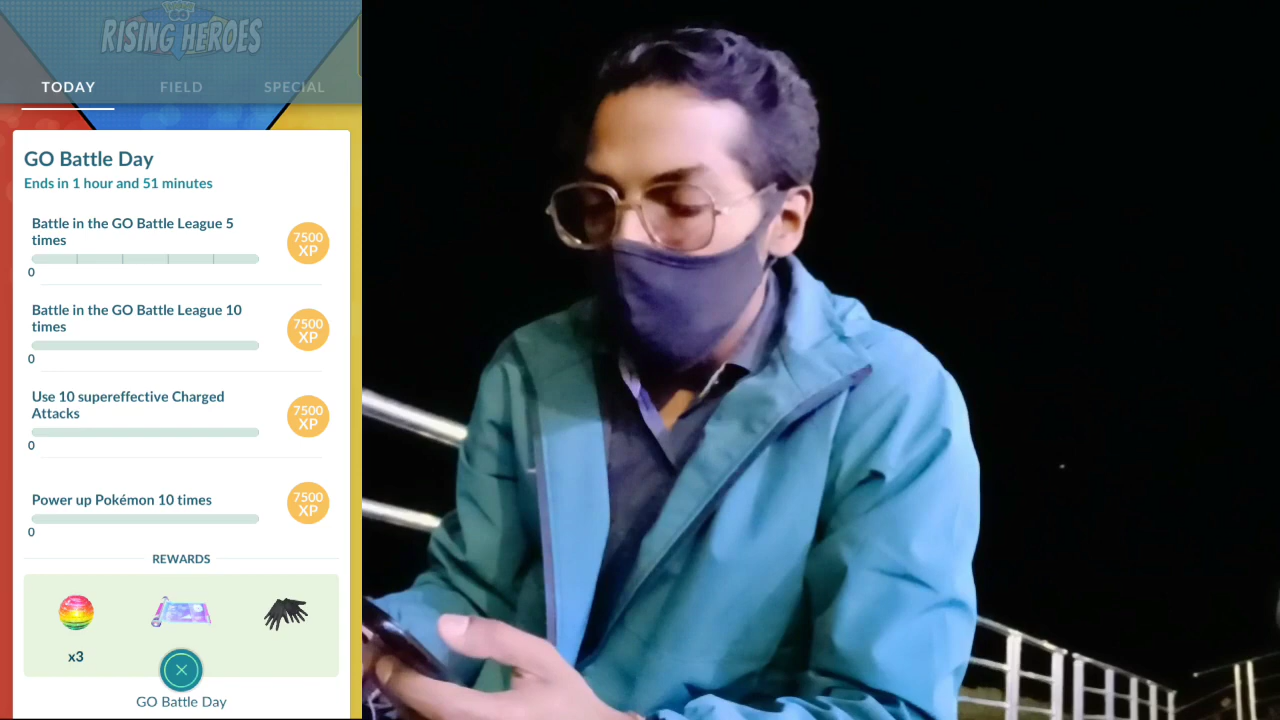 Pokémon GO
RISING HEROES
TODAY
FIELD
SPECIAL
GO Battle Day
Ends in 1 hour and 51 minutes
Battle in the GO Battle League 5
times
7500
XP
0
Battle in the GO Battle League 10
times
7500
XP
0
Use 10 supereffective Charged
Attacks
7500
XP
0
Power up Pokémon 10 times
7500
XP
0
REWARDS
x3
GO Battle Day